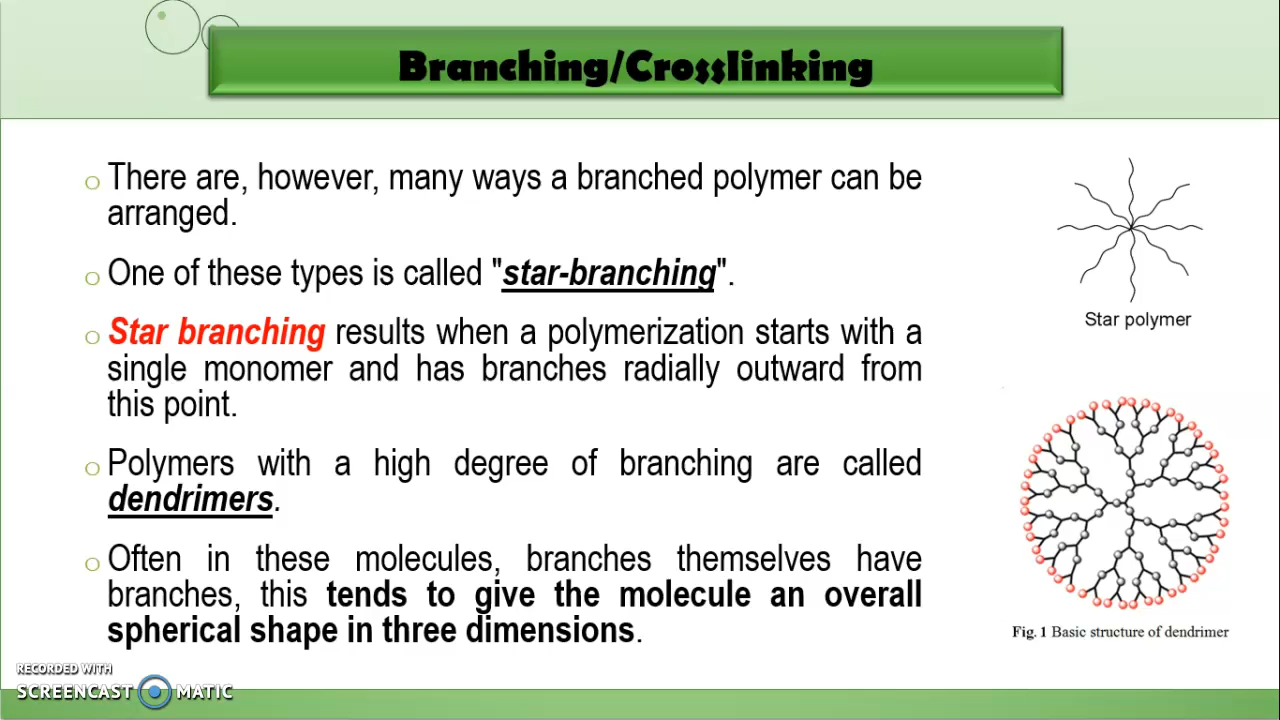 Branching/Crosslinking
o There are, however, many ways a branched polymer can be
arranged.
o One of these types is called "star-branching".
o Star branching results when a polymerization starts with a
single monomer and has branches radially outward from
this point.
o Polymers with a high degree of branching are called
dendrimers.
o Often in these molecules, branches themselves have
branches, this tends to give the molecule an overall
spherical shape in three dimensions.
Star polymer
Fig. 1 Basic structure of dendrimer
RECORDED WITH
SCREENCAST MATIC